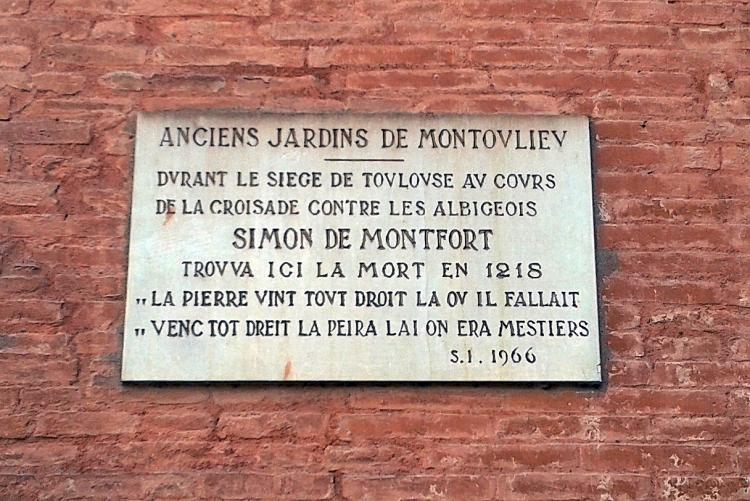 ANCIENS JARDINS DE MONTOVLIEV
DVRANT LE SIEGE DE TOVLOVSE AV COVRS
DE LA CROISADE CONTRE LES ALBIGEOIS
SIMON DE MONTFORT
TROVVA ICI LA MORT EN 1218
„LA PIERRE VINT TOVT DROIT LA OV IL FALLAIT
„VENC TOT DREIT LA PEIRA LAI ON ERA MESTIERS
S.I. 1966